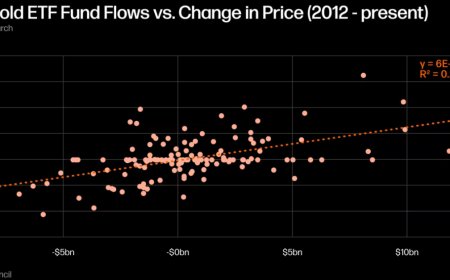 old ETF Fund Flows vs. Change in Price (2012 - present)
rch
y = 6E-
R² = 0.
-$5bn
-$0bn
$5bn
$10bn
ncil